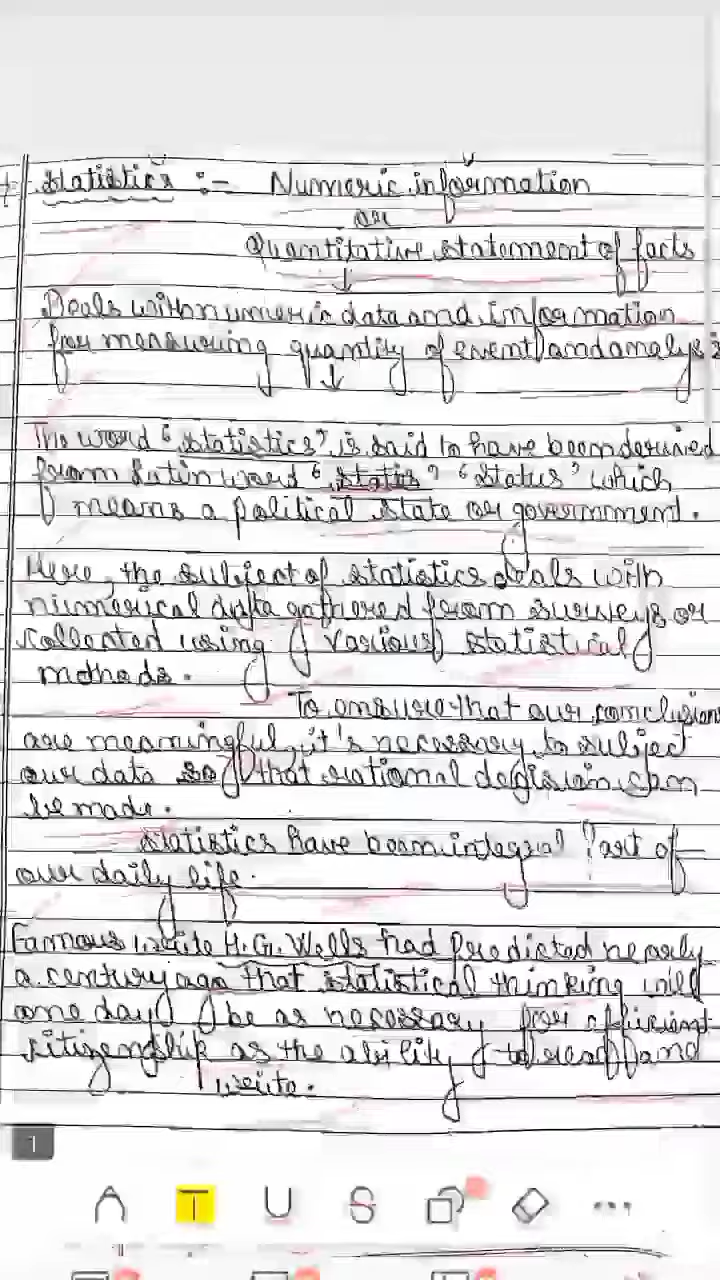 Statistics :- Numeric information
or
Quantitative statement of facts
Deals with numeric data and information
for measuring quantity of event and analysis
The word 'statistics' is said to have been derived
from Latin word 'statis' 'status' which
means a political state or government.
Here, the subject of statistics deals with
numerical data gathered from surveys or
collected using various statistical
methods.
To ensure that our conclusions
are meaningful, it's necessary to subject
our data so that rational decision can
be made.
Statistics have been integral Part of
our daily life.
Famous write H.G. Wells had Predicted nearly
a century ago that statistical thinking will
one day be as necessary for efficient
citizenship as the ability to read and
write.
1
T
U
S